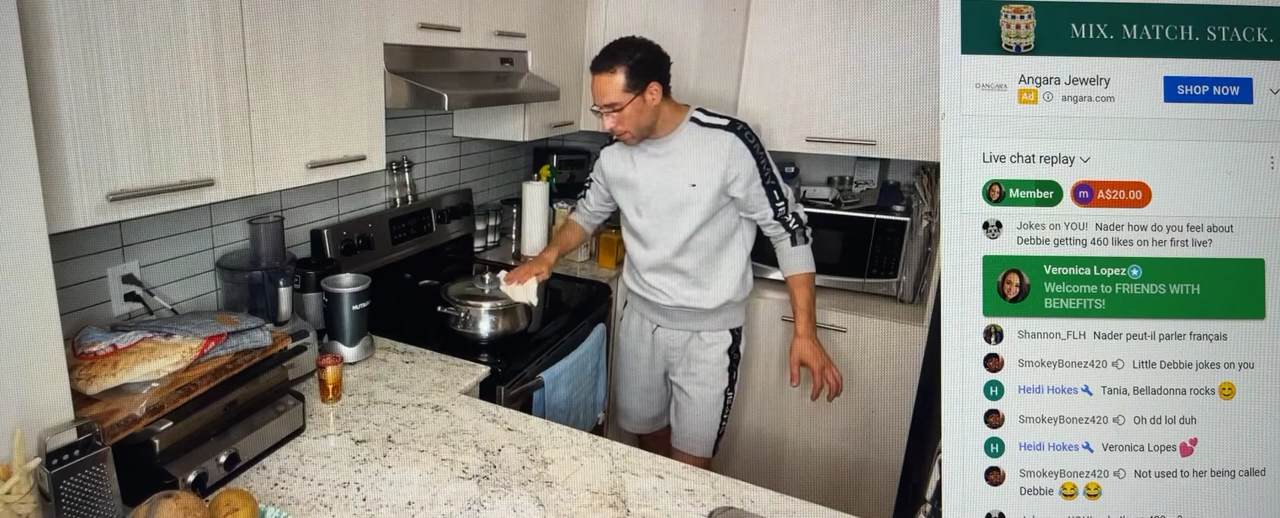 MIX. MATCH. STACK.
ANGARA
Angara Jewelry
Ad angara.com
SHOP NOW
Live chat replay
Member
m A$20.00
Jokes on YOU! Nader how do you feel about
Debbie getting 460 likes on her first live?
Veronica Lopez
Welcome to FRIENDS WITH
BENEFITS!
Shannon_FLH Nader peut-il parler français
SmokeyBonez420 Little Debbie jokes on you
H Heidi Hokes Tania, Belladonna rocks 😊
SmokeyBonez420 Oh dd lol duh
H Heidi Hokes Veronica Lopes 💕
SmokeyBonez420 Not used to her being called
Debbie 😂 😂
TOMMY JEAN